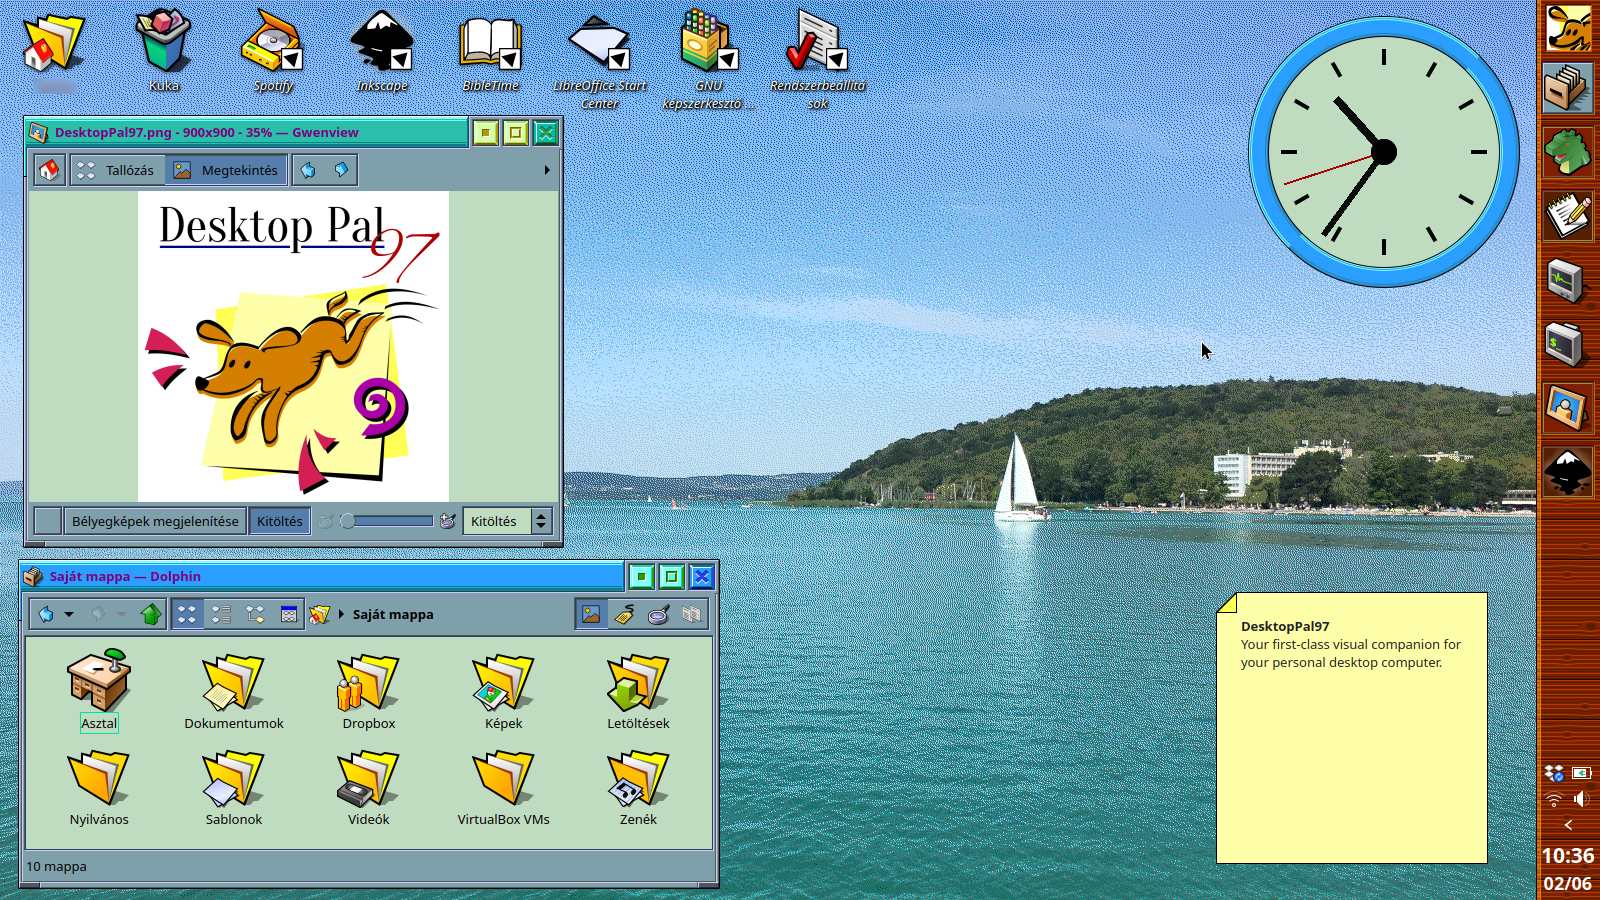 Kuka
Spotify
Inkscape
BibleTime
LibreOffice Start
Center
GNU
képszerkesztő ...
Rendszerbeállítá
sok
DesktopPal97.png - 900x900 - 35% — Gwenview
Tallózás
Megtekintés
Desktop Pal
97
Bélyegképek megjelenítése
Kitöltés
Kitöltés
Saját mappa — Dolphin
Saját mappa
Asztal
Dokumentumok
Dropbox
Képek
Letöltések
Nyilvános
Sablonok
Videók
VirtualBox VMs
Zenék
10 mappa
DesktopPal97
Your first-class visual companion for
your personal desktop computer.
10:36
02/06